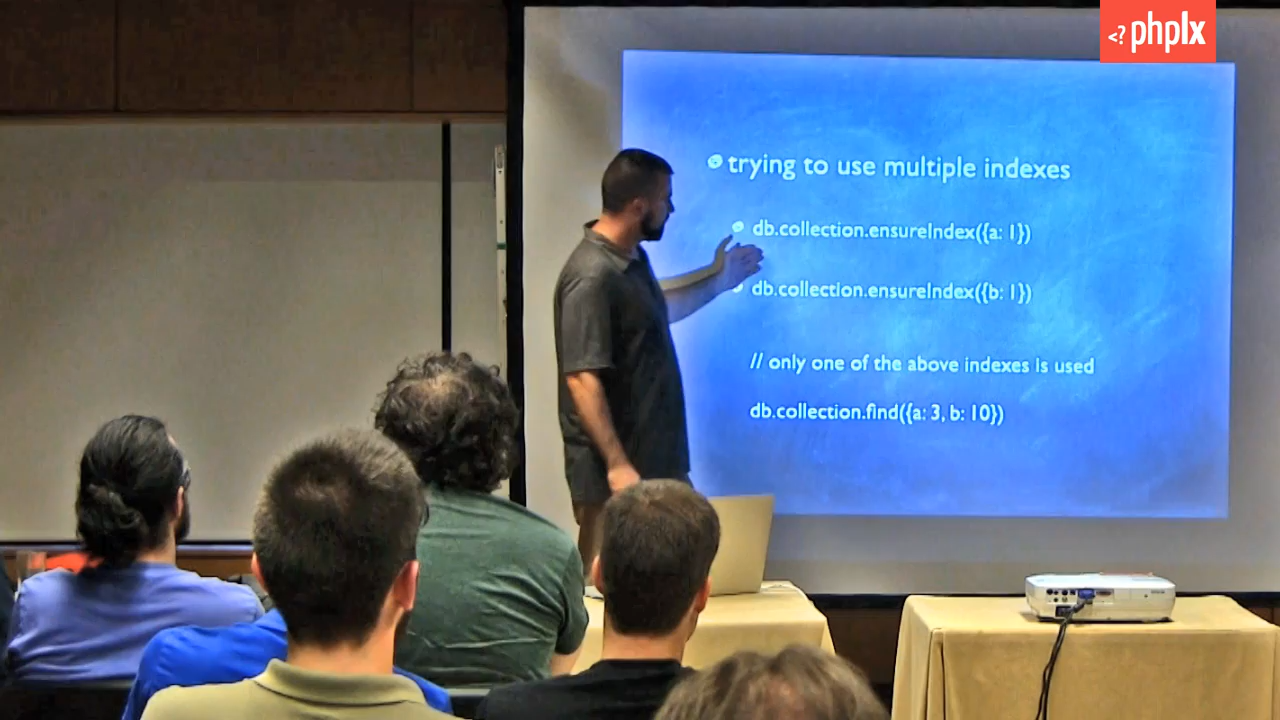 <? phplx
trying to use multiple indexes
db.collection.ensureIndex({a: 1})
db.collection.ensureIndex({b: 1})
// only one of the above indexes is used
db.collection.find({a: 3, b: 10})